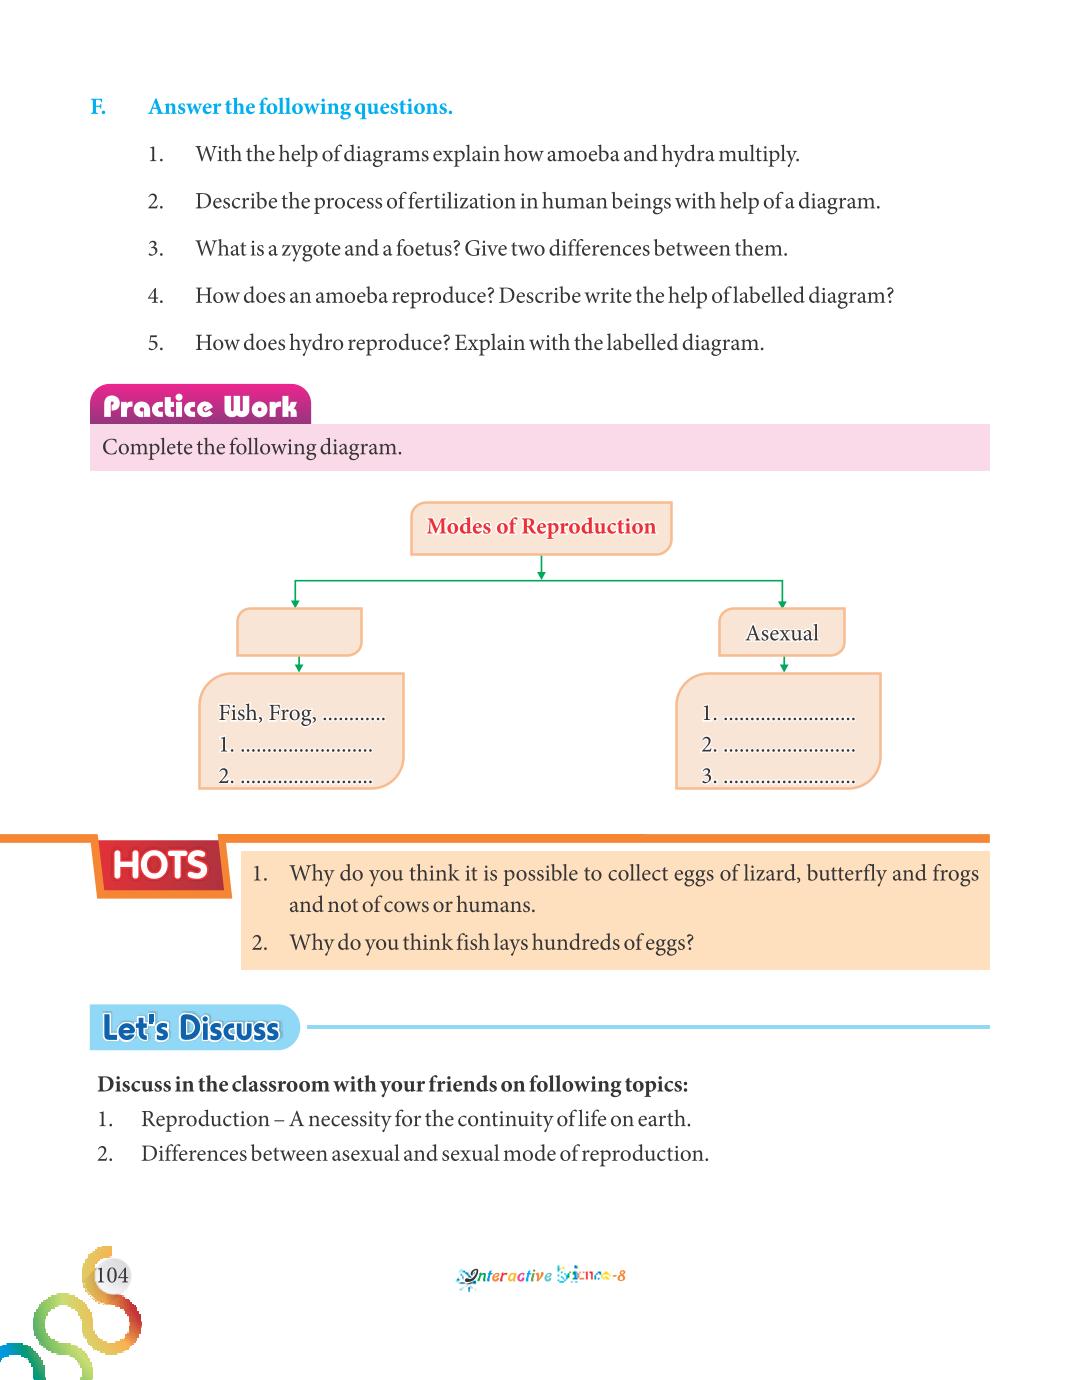 F. Answer the following questions.
1. With the help of diagrams explain how amoeba and hydra multiply.
2. Describe the process of fertilization in human beings with help of a diagram.
3. What is a zygote and a foetus? Give two differences between them.
4. How does an amoeba reproduce? Describe write the help of labelled diagram?
5. How does hydro reproduce? Explain with the labelled diagram.
Practice Work
Complete the following diagram.
Modes of Reproduction
Asexual
Fish, Frog, ............
1. .........................
2. .........................
1. .........................
2. .........................
3. .........................
HOTS
1. Why do you think it is possible to collect eggs of lizard, butterfly and frogs
and not of cows or humans.
2. Why do you think fish lays hundreds of eggs?
Let's Discuss
Discuss in the classroom with your friends on following topics:
1. Reproduction – A necessity for the continuity of life on earth.
2. Differences between asexual and sexual mode of reproduction.
104
Interactive Science-8